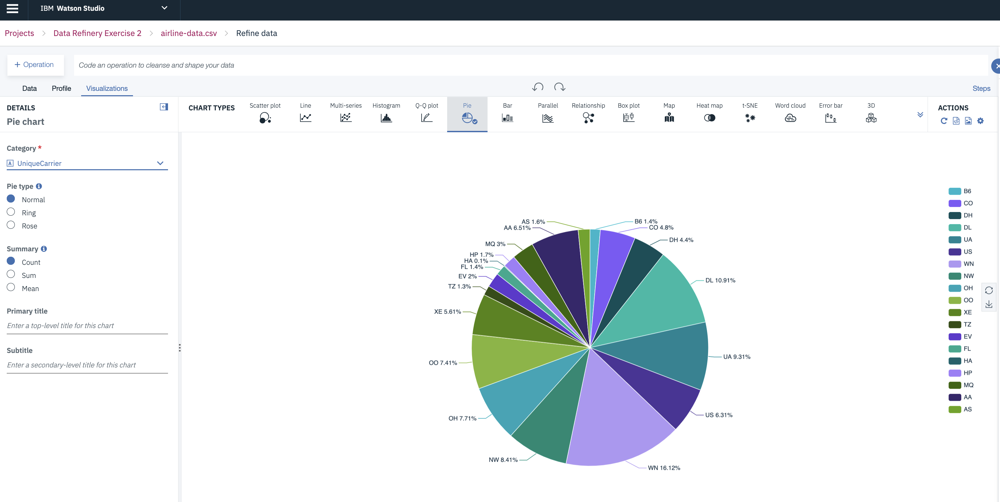 IBM Watson Studio
Projects > Data Refinery Exercise 2 > airline-data.csv > Refine data
+ Operation
Code an operation to cleanse and shape your data
Data Profile Visualizations
Steps
DETAILS
Pie chart
CHART TYPES
Scatter plot
Line
Multi-series
Histogram
Q-Q plot
Pie
Bar
Parallel
Relationship
Box plot
Map
Heat map
t-SNE
Word cloud
Error bar
3D
ACTIONS
Category *
A UniqueCarrier
Pie type
Normal
Ring
Rose
Summary
Count
Sum
Mean
Primary title
Enter a top-level title for this chart
Subtitle
Enter a secondary-level title for this chart
AS 1.6%
AA 6.51%
MQ 3%
HP 1.7%
HA 0.1%
FL 1.4%
EV 2%
TZ 1.3%
XE 5.61%
OO 7.41%
OH 7.71%
NW 8.41%
B6 1.4%
CO 4.8%
DH 4.4%
DL 10.91%
UA 9.31%
US 6.31%
WN 16.12%
B6
CO
DH
DL
UA
US
WN
NW
OH
OO
XE
TZ
EV
FL
HA
HP
MQ
AA
AS